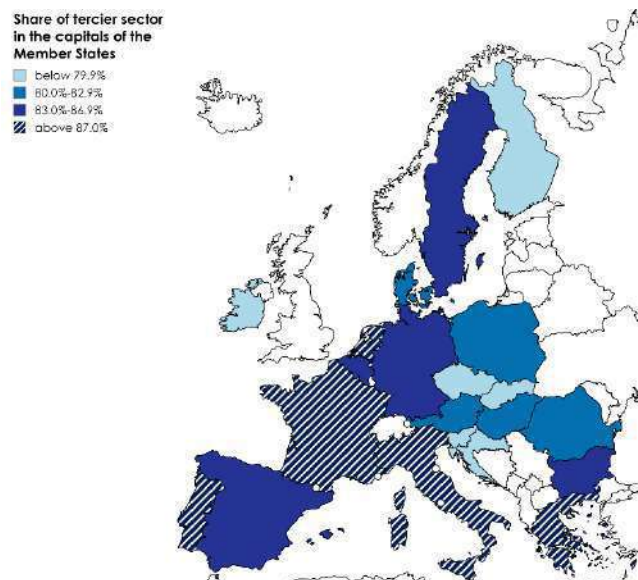 Share of tercier sector
in the capitals of the
Member States
below 79.9%
80.0%-82.9%
83.0%-86.9%
above 87.0%